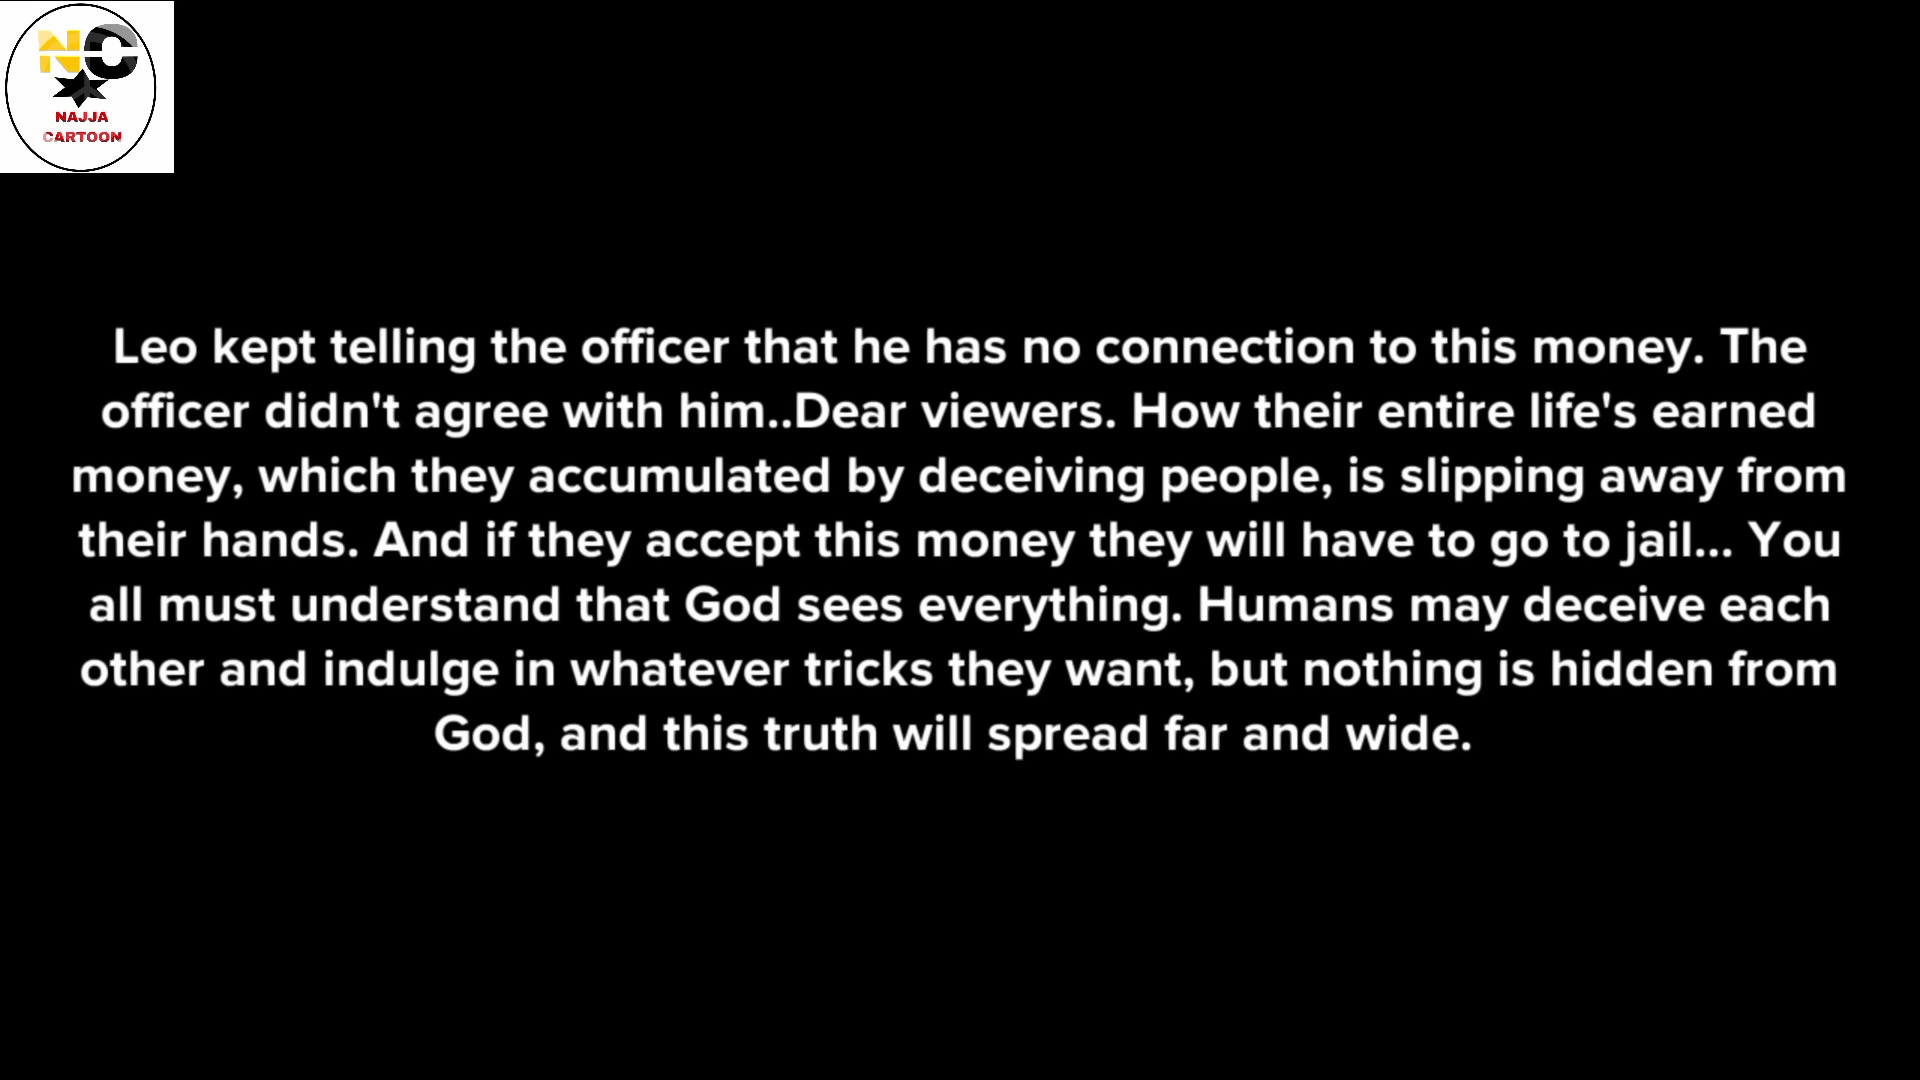 NC
NAJJA
CARTOON
Leo kept telling the officer that he has no connection to this money. The
officer didn't agree with him..Dear viewers. How their entire life's earned
money, which they accumulated by deceiving people, is slipping away from
their hands. And if they accept this money they will have to go to jail... You
all must understand that God sees everything. Humans may deceive each
other and indulge in whatever tricks they want, but nothing is hidden from
God, and this truth will spread far and wide.